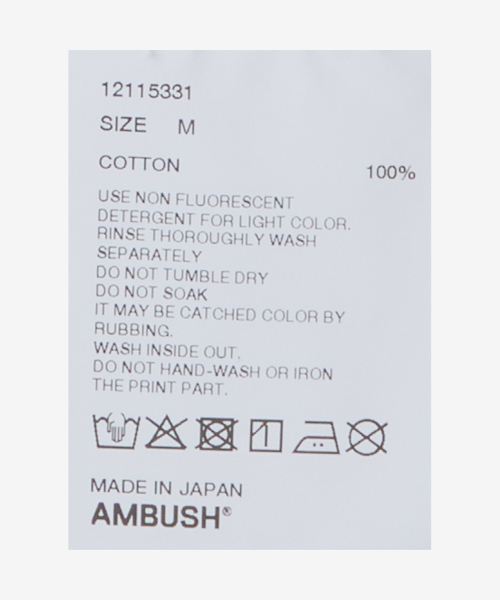 12115331
SIZE M
COTTON 100%
USE NON FLUORESCENT
DETERGENT FOR LIGHT COLOR.
RINSE THOROUGHLY WASH
SEPARATELY
DO NOT TUMBLE DRY
DO NOT SOAK
IT MAY BE CATCHED COLOR BY
RUBBING.
WASH INSIDE OUT.
DO NOT HAND-WASH OR IRON
THE PRINT PART.
MADE IN JAPAN
AMBUSH®